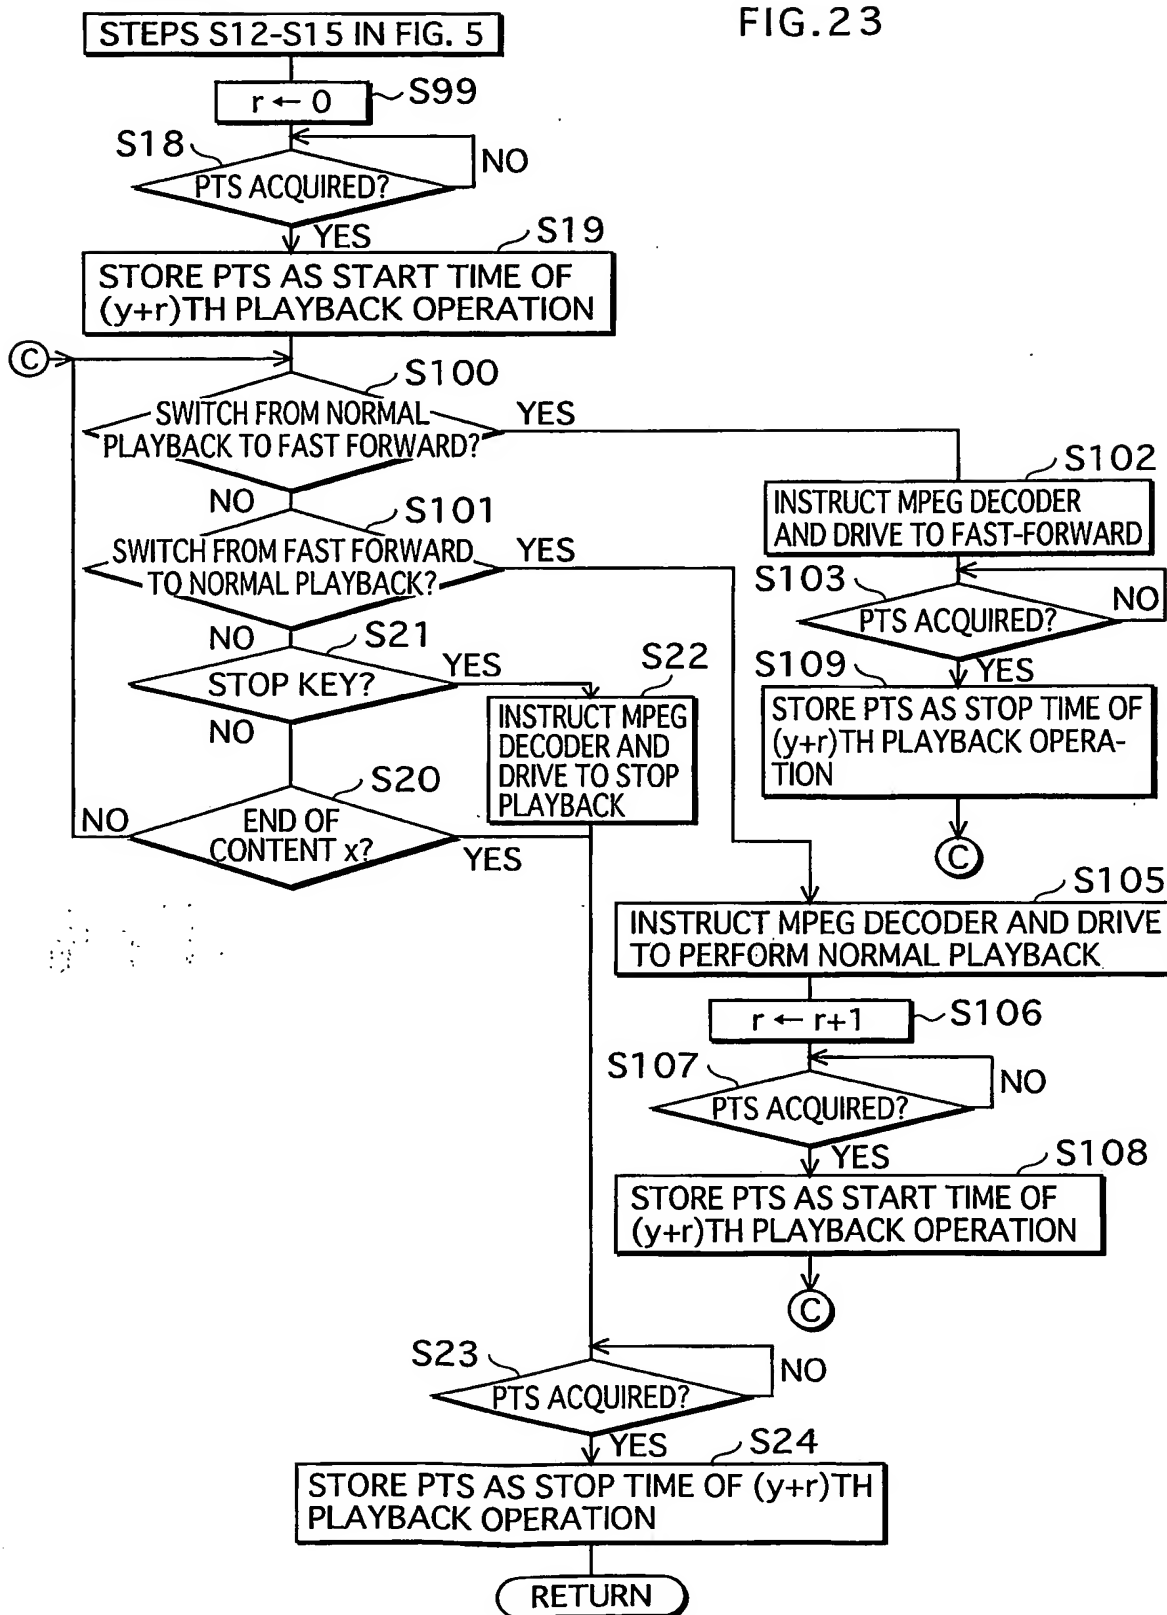 FIG.23
STEPS S12-S15 IN FIG. 5
r ← 0
S99
S18
PTS ACQUIRED?
NO
YES
S19
STORE PTS AS START TIME OF
(y+r)TH PLAYBACK OPERATION
C
S100
SWITCH FROM NORMAL
PLAYBACK TO FAST FORWARD?
YES
NO
S101
SWITCH FROM FAST FORWARD
TO NORMAL PLAYBACK?
YES
NO
S21
STOP KEY?
YES
NO
S22
INSTRUCT MPEG
DECODER AND
DRIVE TO STOP
PLAYBACK
S20
END OF
CONTENT x?
NO
YES
S102
INSTRUCT MPEG DECODER
AND DRIVE TO FAST-FORWARD
S103
PTS ACQUIRED?
NO
YES
S109
STORE PTS AS STOP TIME OF
(y+r)TH PLAYBACK OPERA-
TION
C
S105
INSTRUCT MPEG DECODER AND DRIVE
TO PERFORM NORMAL PLAYBACK
r ← r+1
S106
S107
PTS ACQUIRED?
NO
YES
S108
STORE PTS AS START TIME OF
(y+r)TH PLAYBACK OPERATION
C
S23
PTS ACQUIRED?
NO
YES
S24
STORE PTS AS STOP TIME OF (y+r)TH
PLAYBACK OPERATION
RETURN